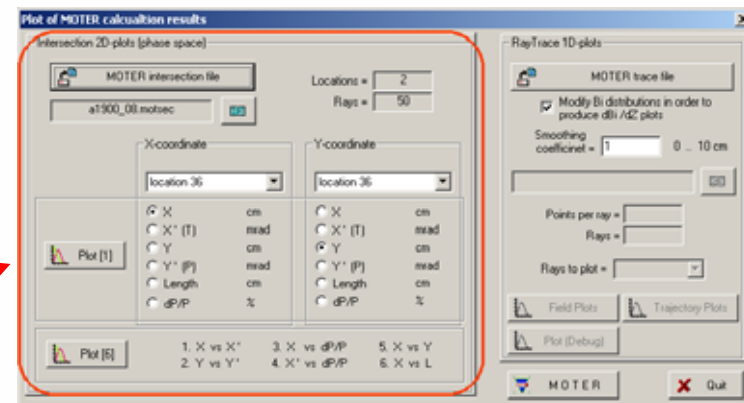 Plot of MOTER calcualtion results
Intersection 2D-plots (phase space)
MOTER intersection file
a1900_08.motsec
Locations = 2
Rays = 50
X-coordinate
Y-coordinate
location 36
location 36
X cm
X' (T) mrad
Y cm
Y' (P) mrad
Length cm
dP/P %
X cm
X' (T) mrad
Y cm
Y' (P) mrad
Length cm
dP/P %
Plot [1]
Plot [6]
1. X vs X' 3. X vs dP/P 5. X vs Y
2. Y vs Y' 4. X' vs dP/P 6. X vs L
RayTrace 1D-plots
MOTER trace file
Modify Bi distributions in order to
produce dBi /dZ plots
Smoothing
coefficinet = 1 0 .. 10 cm
Points per ray =
Rays =
Rays to plot =
Field Plots
Trajectory Plots
Plot (Debug)
MOTER
Quit